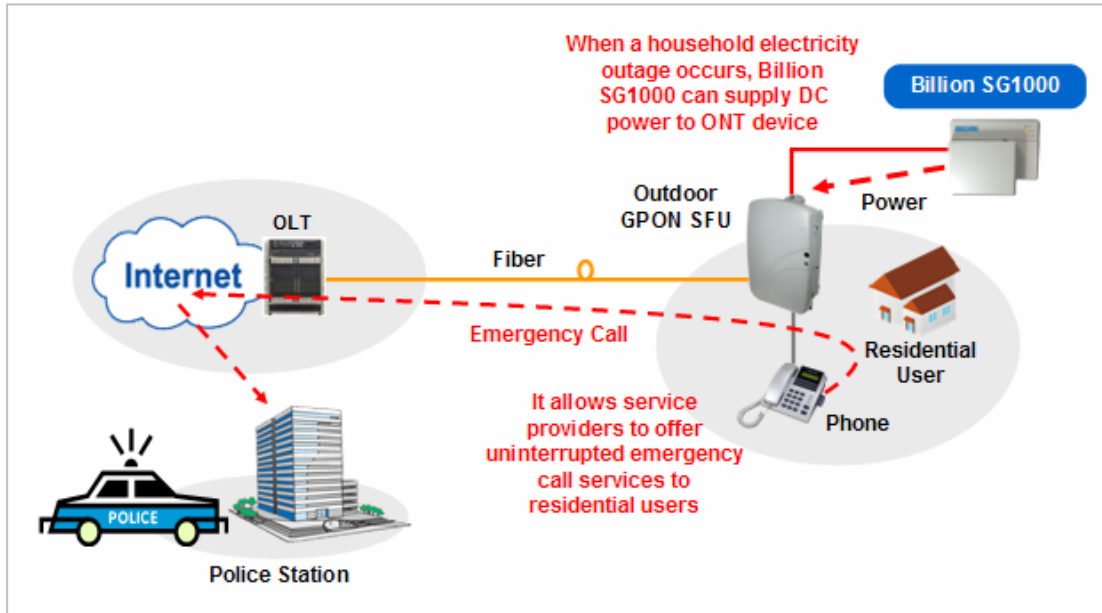 When a household electricity
outage occurs, Billion
SG1000 can supply DC
power to ONT device
Billion SG1000
Power
Outdoor
GPON SFU
OLT
Internet
Fiber
Emergency Call
Residential
User
Phone
It allows service
providers to offer
uninterrupted emergency
call services to
residential users
POLICE
Police Station